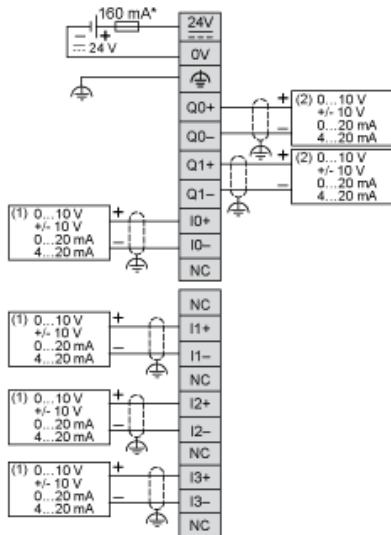 160 mA*
– +
⎓ 24 V
24V
⎓
0V
Q0+
Q0–
Q1+
Q1–
I0+
I0–
NC
+ (2) 0...10 V
+/- 10 V
– 0...20 mA
4...20 mA
+ (2) 0...10 V
+/- 10 V
– 0...20 mA
4...20 mA
(1) 0...10 V +
+/- 10 V
0...20 mA –
4...20 mA
NC
I1+
I1–
NC
I2+
I2–
NC
I3+
I3–
NC
(1) 0...10 V +
+/- 10 V
0...20 mA –
4...20 mA
(1) 0...10 V +
+/- 10 V
0...20 mA –
4...20 mA
(1) 0...10 V +
+/- 10 V
0...20 mA –
4...20 mA